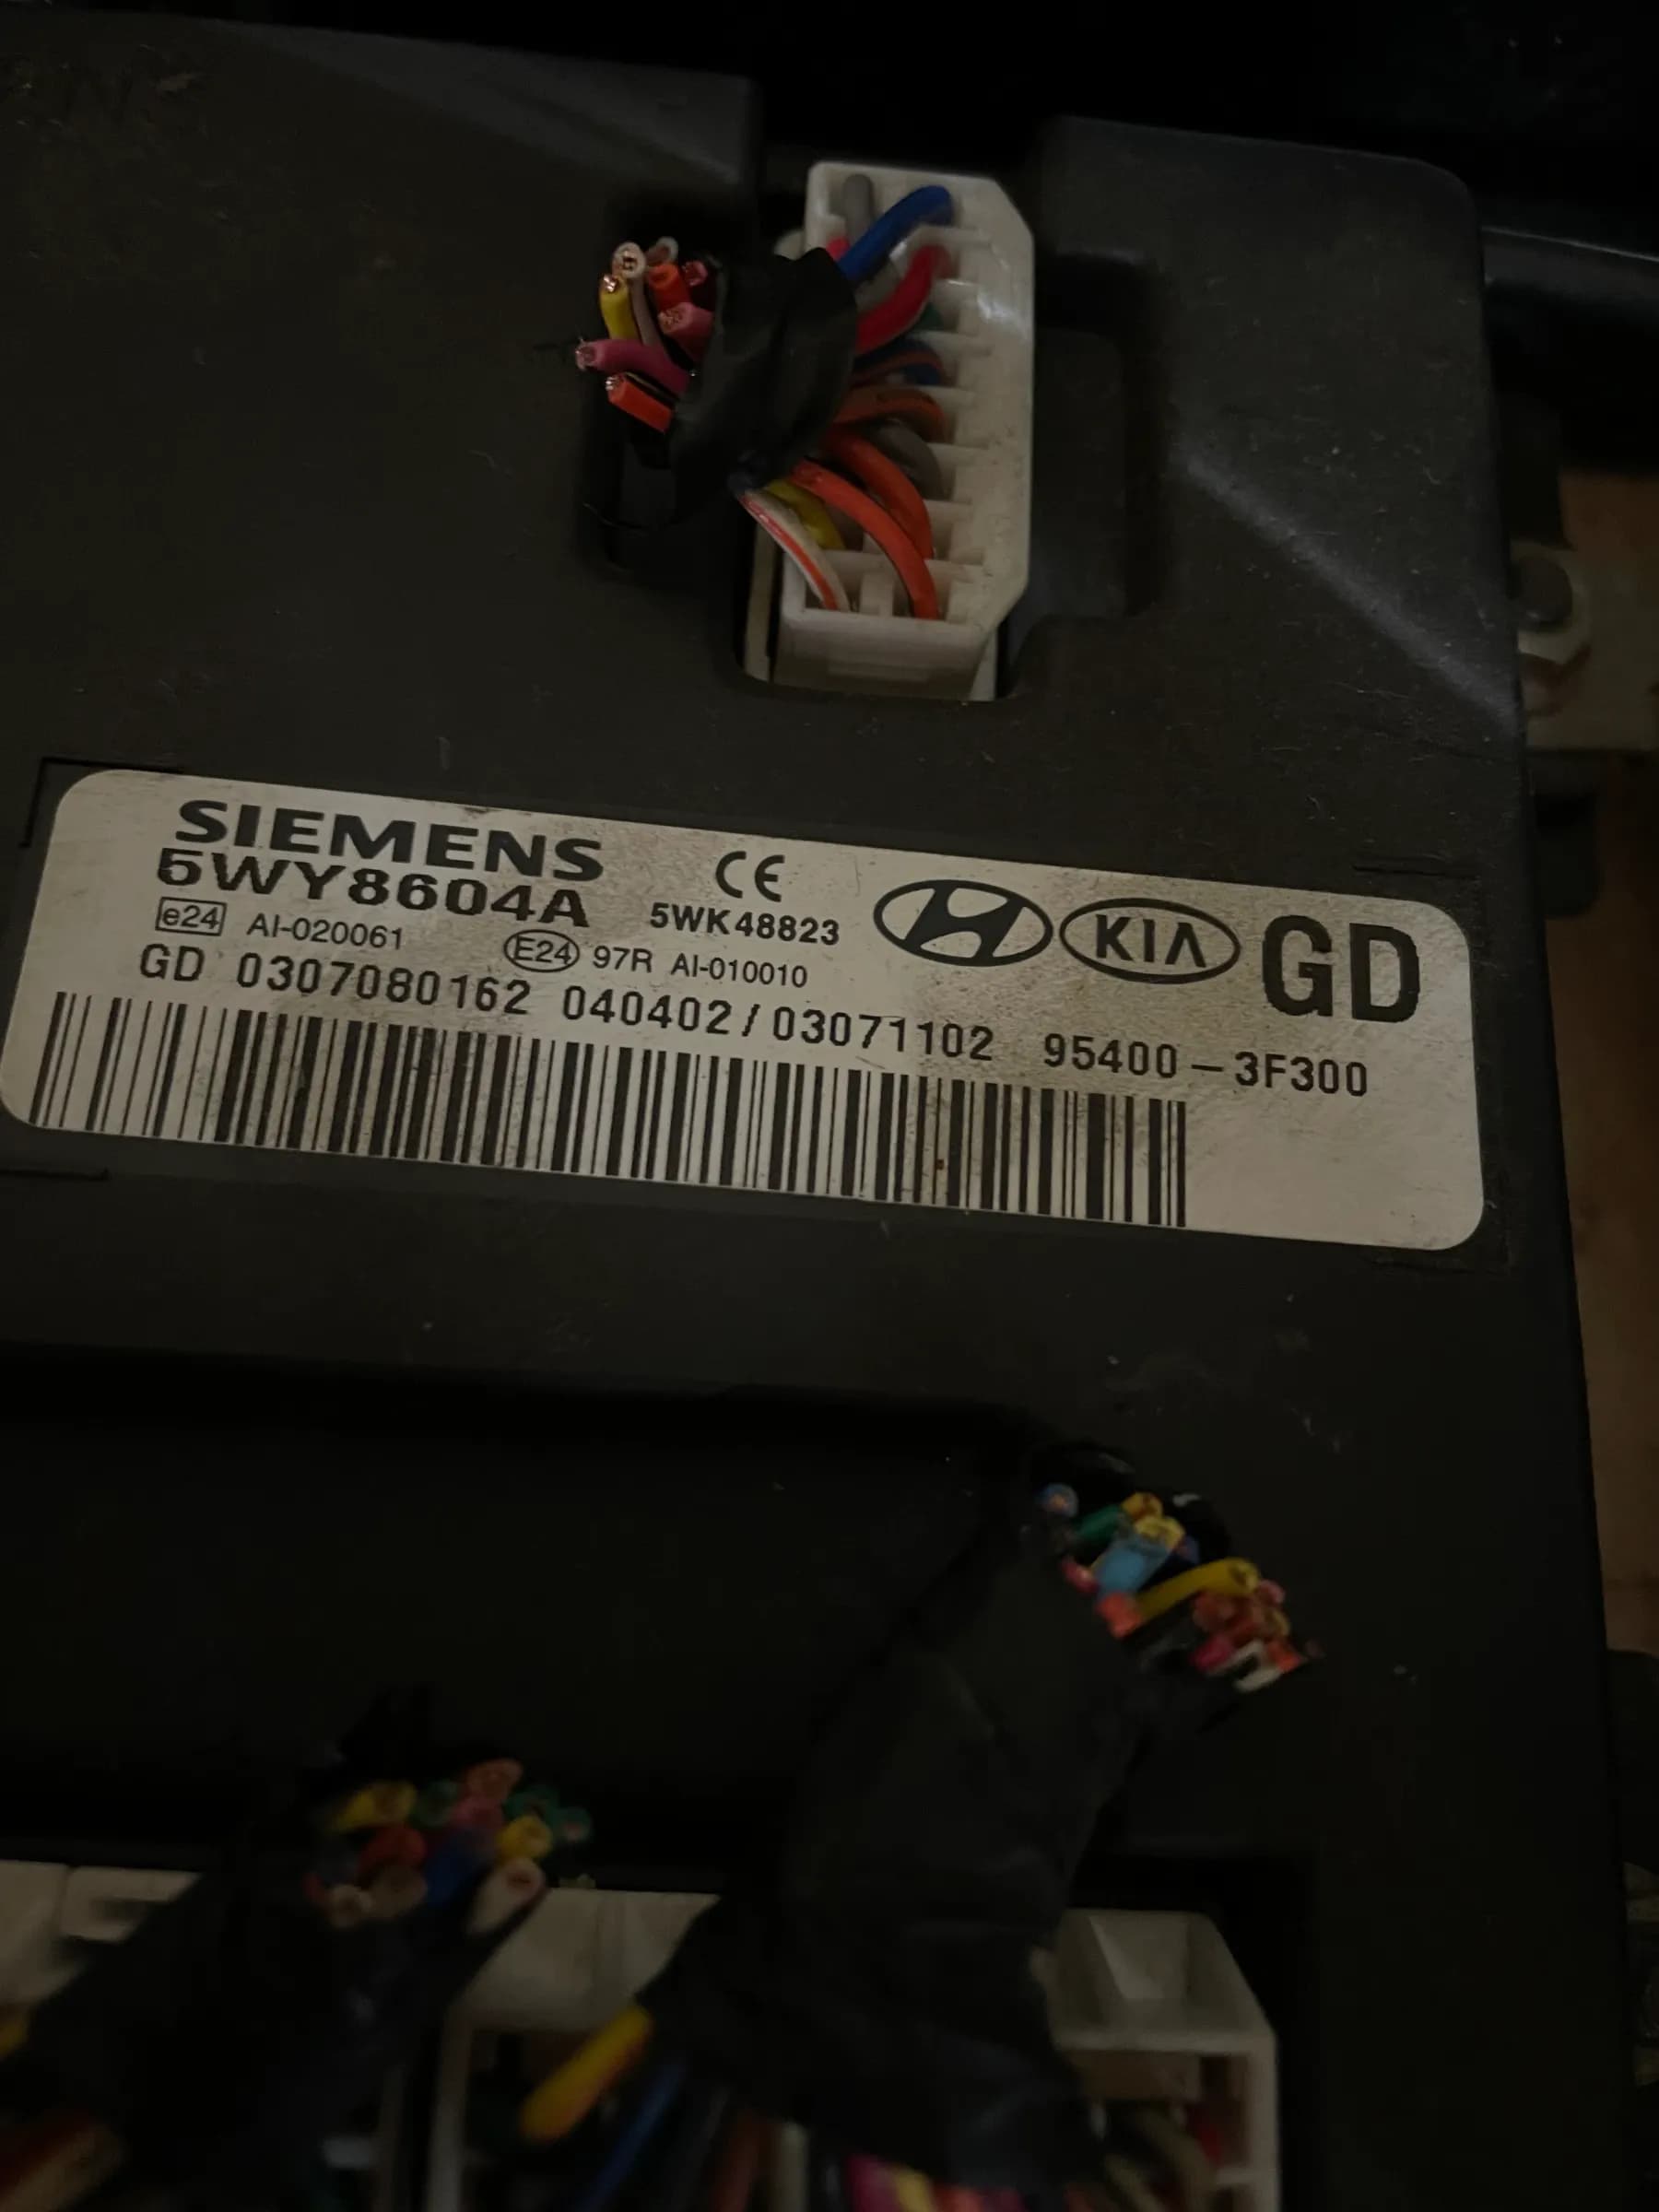 SIEMENS
5WY8604A
CE
5WK48823
KIA GD
e24 AI-020061
E24 97R AI-010010
GD 0307080162 040402/03071102 95400-3F300